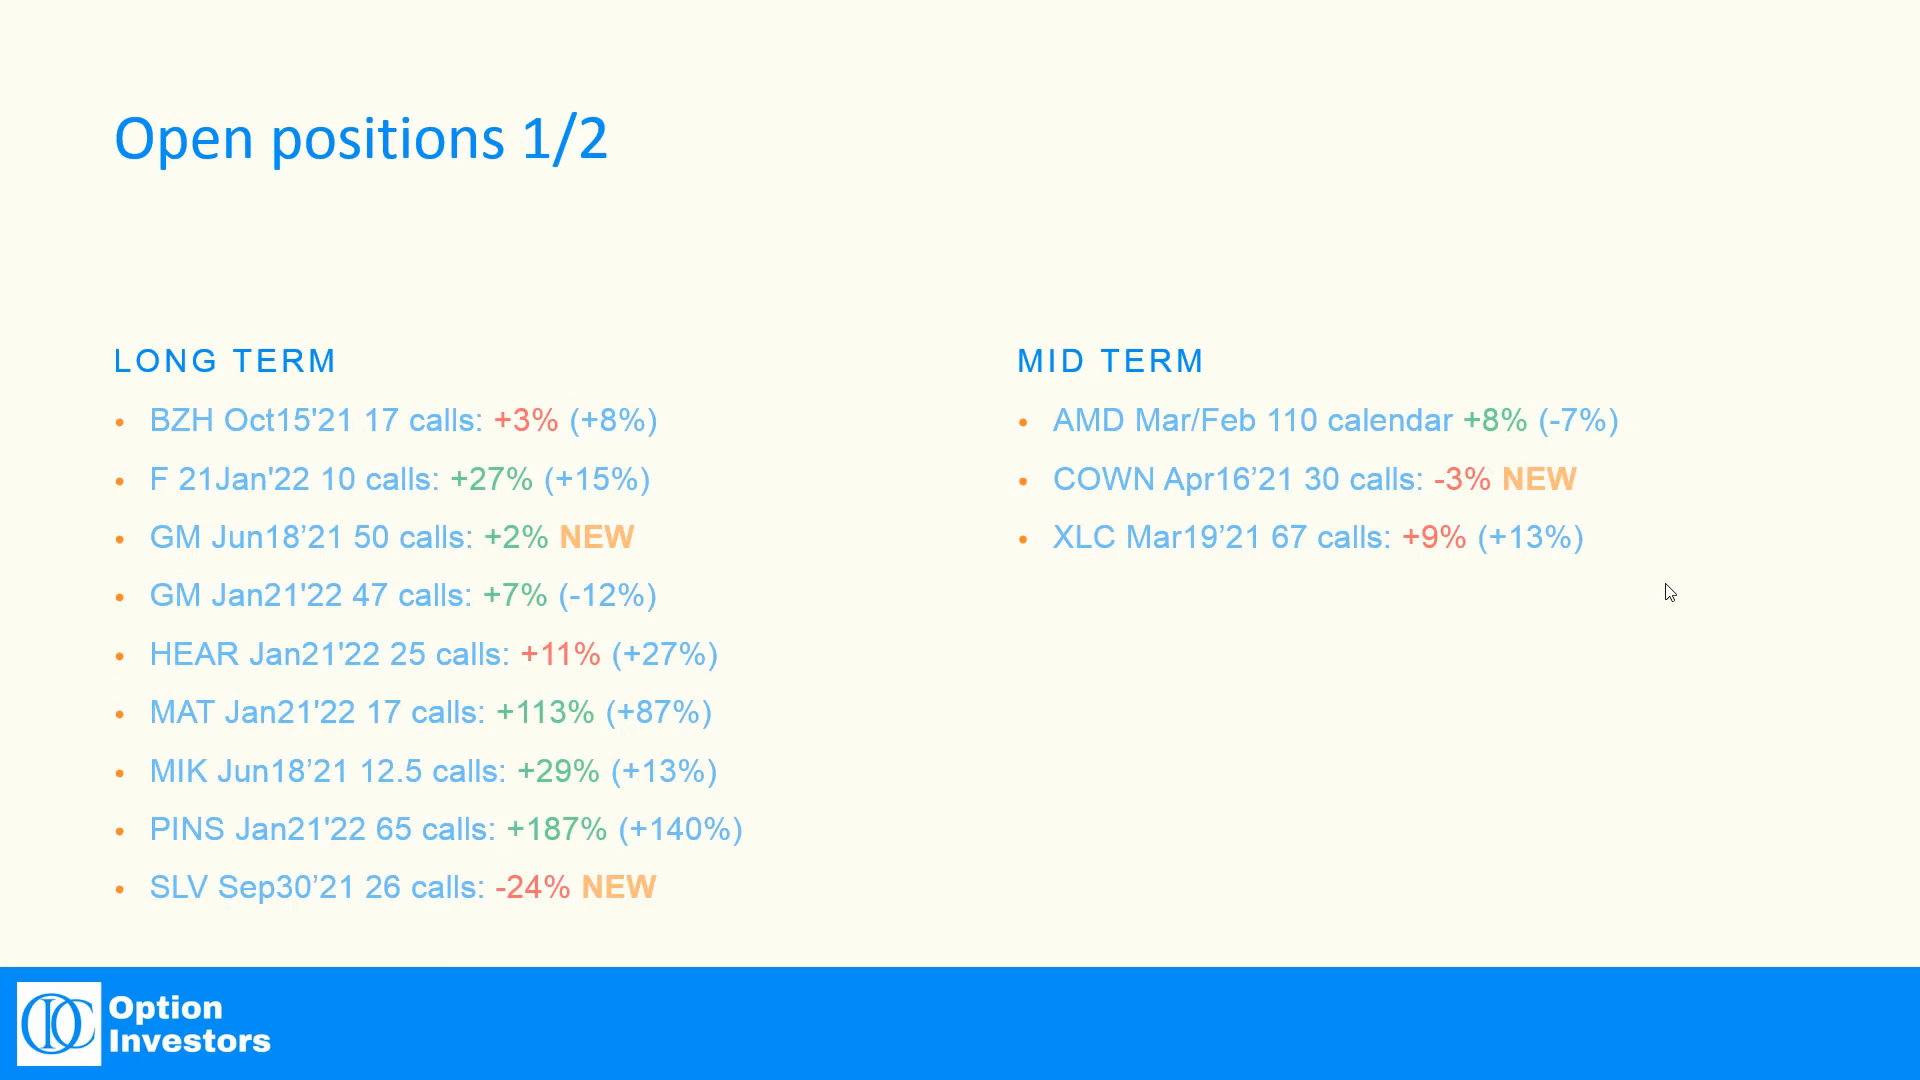 Open positions 1/2
LONG TERM
• BZH Oct15'21 17 calls: +3% (+8%)
• F 21Jan'22 10 calls: +27% (+15%)
• GM Jun18’21 50 calls: +2% NEW
• GM Jan21'22 47 calls: +7% (-12%)
• HEAR Jan21'22 25 calls: +11% (+27%)
• MAT Jan21'22 17 calls: +113% (+87%)
• MIK Jun18’21 12.5 calls: +29% (+13%)
• PINS Jan21'22 65 calls: +187% (+140%)
• SLV Sep30’21 26 calls: -24% NEW
MID TERM
• AMD Mar/Feb 110 calendar +8% (-7%)
• COWN Apr16’21 30 calls: -3% NEW
• XLC Mar19’21 67 calls: +9% (+13%)
Option
Investors